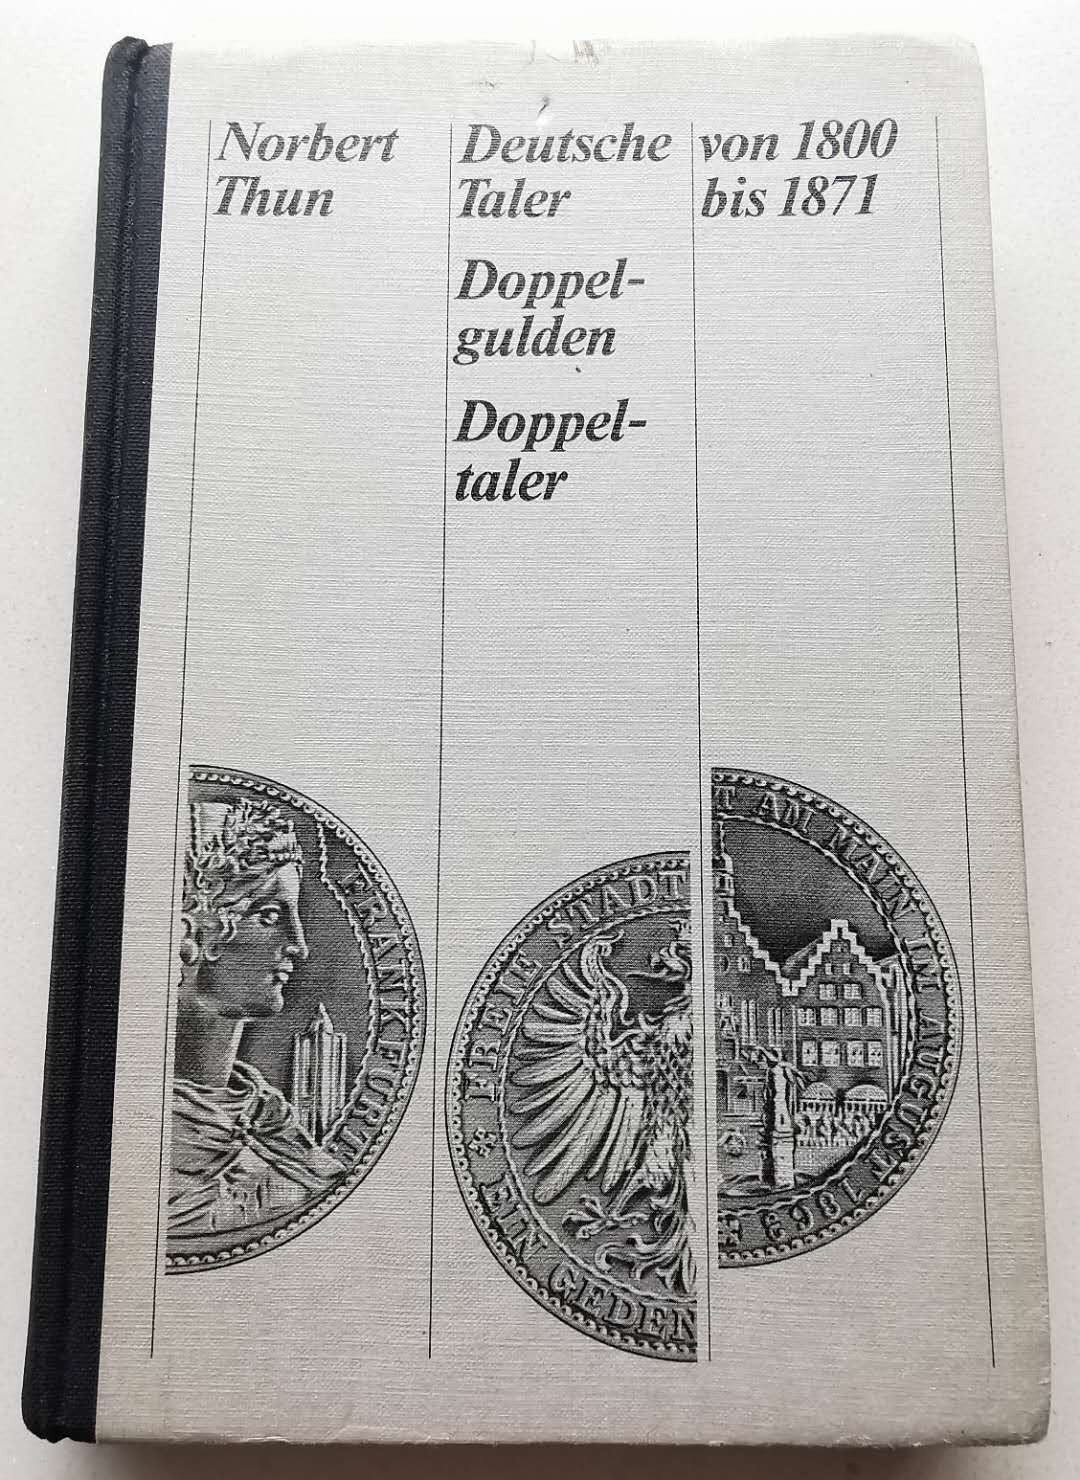 Norbert
Thun
Deutsche
Taler
Doppel-
gulden
Doppel-
taler
von 1800
bis 1871
FRANKFURT
FREIE STADT
EIN GEDEN
T AM MAIN IM AUGUST 1863